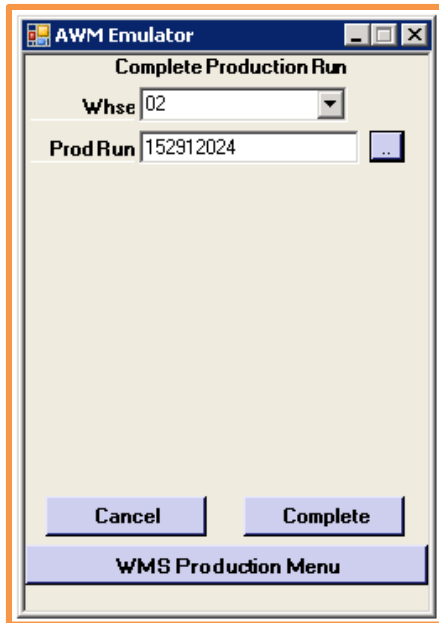 AWM Emulator
Complete Production Run
Whse 02
Prod Run 152912024 ..
Cancel Complete
WMS Production Menu